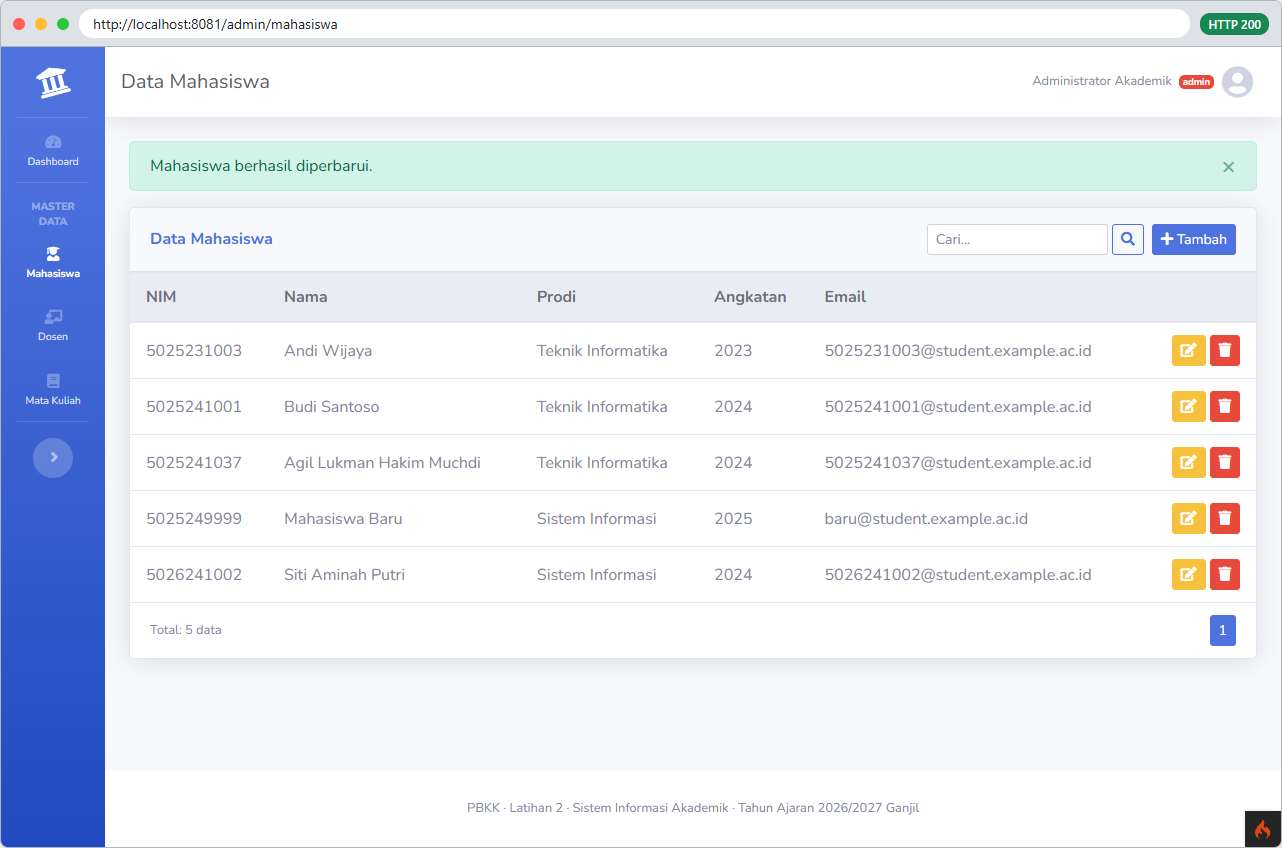 http://localhost:8081/admin/mahasiswa
HTTP 200
Data Mahasiswa
Administrator Akademik admin
Dashboard
MASTER
DATA
Mahasiswa
Dosen
Mata Kuliah
Mahasiswa berhasil diperbarui. ×
Data Mahasiswa
Cari...
Tambah
NIM Nama Prodi Angkatan Email
5025231003 Andi Wijaya Teknik Informatika 2023 5025231003@student.example.ac.id
5025241001 Budi Santoso Teknik Informatika 2024 5025241001@student.example.ac.id
5025241037 Agil Lukman Hakim Muchdi Teknik Informatika 2024 5025241037@student.example.ac.id
5025249999 Mahasiswa Baru Sistem Informasi 2025 baru@student.example.ac.id
5026241002 Siti Aminah Putri Sistem Informasi 2024 5026241002@student.example.ac.id
Total: 5 data
1
PBKK · Latihan 2 · Sistem Informasi Akademik · Tahun Ajaran 2026/2027 Ganjil